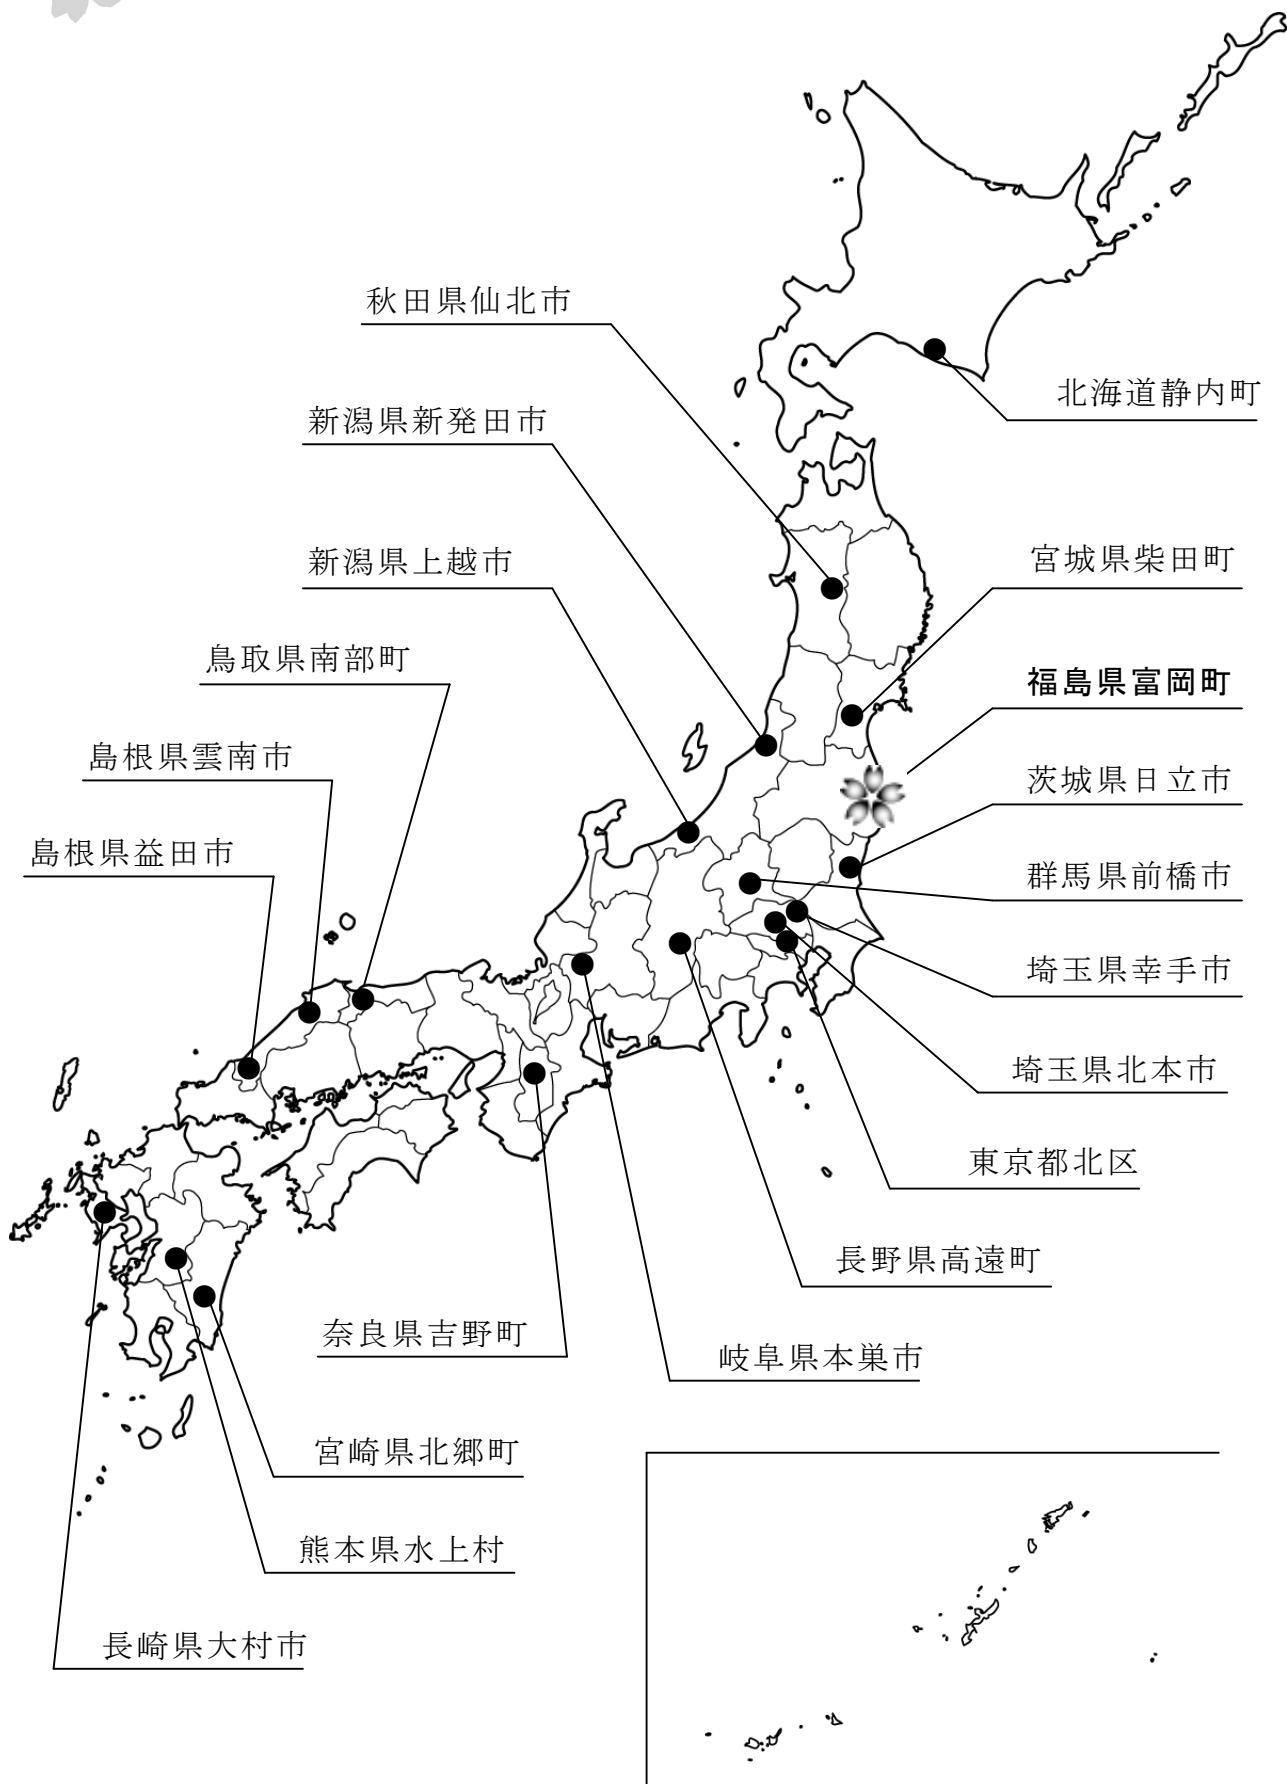 秋田県仙北市
北海道静内町
新潟県新発田市
新潟県上越市
宮城県柴田町
鳥取県南部町
福島県富岡町
島根県雲南市
茨城県日立市
島根県益田市
群馬県前橋市
埼玉県幸手市
埼玉県北本市
東京都北区
長野県高遠町
奈良県吉野町
岐阜県本巣市
宮崎県北郷町
熊本県水上村
長崎県大村市